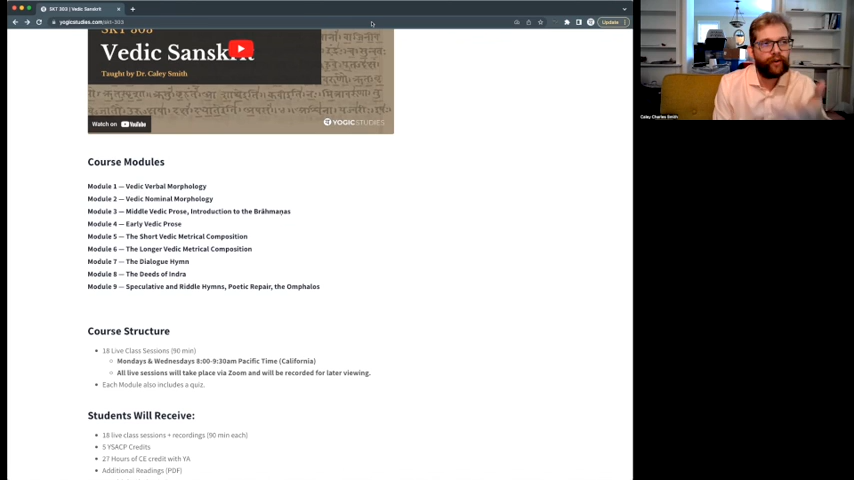 SKT 303 | Vedic Sanskrit
yogicstudies.com/skt-303
Update
SKT 303
Vedic Sanskrit
Taught by Dr. Caley Smith
Watch on YouTube
YOGIC STUDIES
Caley Charles Smith
Course Modules
Module 1 — Vedic Verbal Morphology
Module 2 — Vedic Nominal Morphology
Module 3 — Middle Vedic Prose, Introduction to the Brāhmaṇas
Module 4 — Early Vedic Prose
Module 5 — The Short Vedic Metrical Composition
Module 6 — The Longer Vedic Metrical Composition
Module 7 — The Dialogue Hymn
Module 8 — The Deeds of Indra
Module 9 — Speculative and Riddle Hymns, Poetic Repair, the Omphalos
Course Structure
18 Live Class Sessions (90 min)
Mondays & Wednesdays 8:00-9:30am Pacific Time (California)
All live sessions will take place via Zoom and will be recorded for later viewing.
Each Module also includes a quiz.
Students Will Receive:
18 live class sessions + recordings (90 min each)
5 YSACP Credits
27 Hours of CE credit with YA
Additional Readings (PDF)